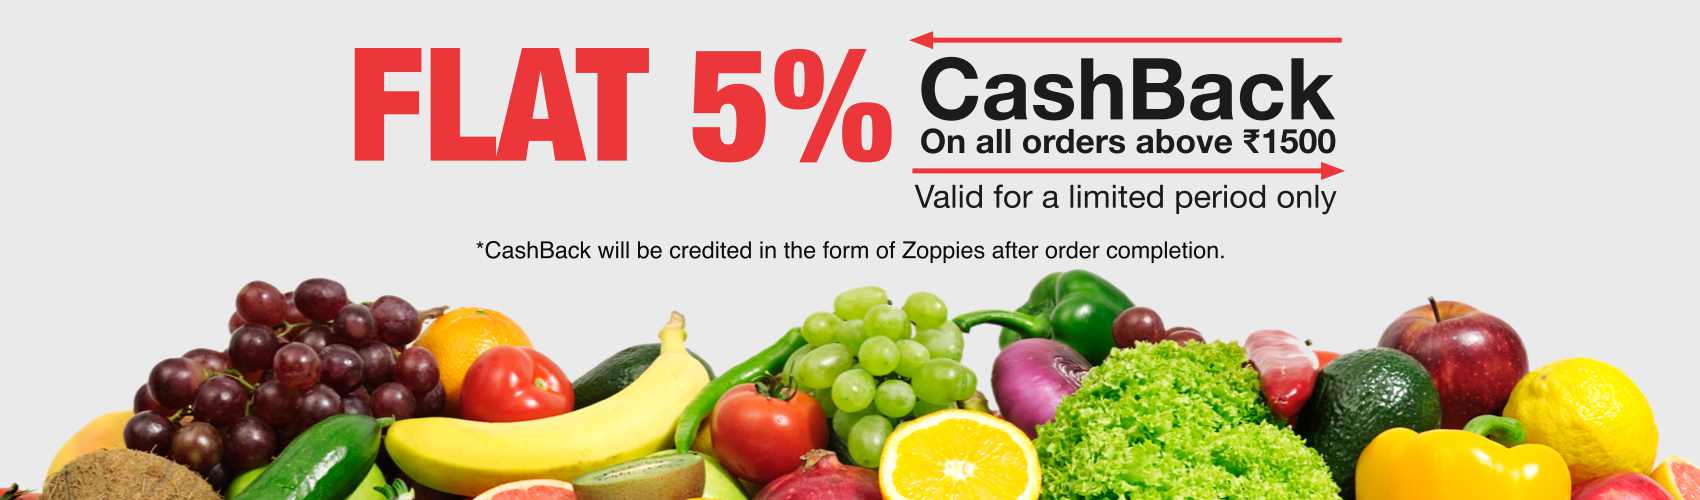 FLAT 5%
CashBack
On all orders above ₹1500
Valid for a limited period only
*CashBack will be credited in the form of Zoppies after order completion.